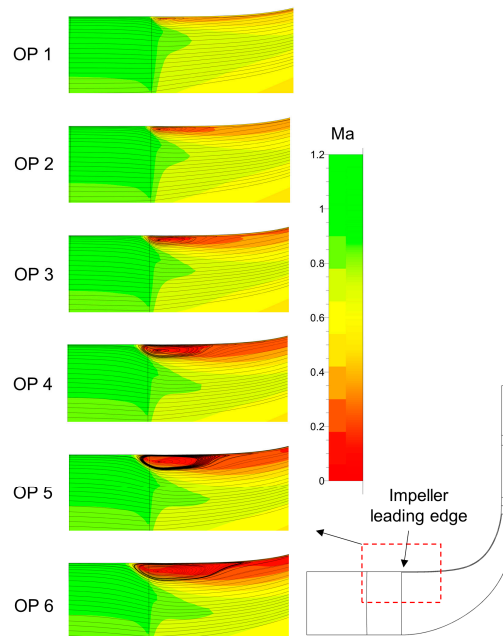 OP 1
OP 2
OP 3
OP 4
OP 5
OP 6
Ma
1.2
1
0.8
0.6
0.4
0.2
0
Impeller
leading edge